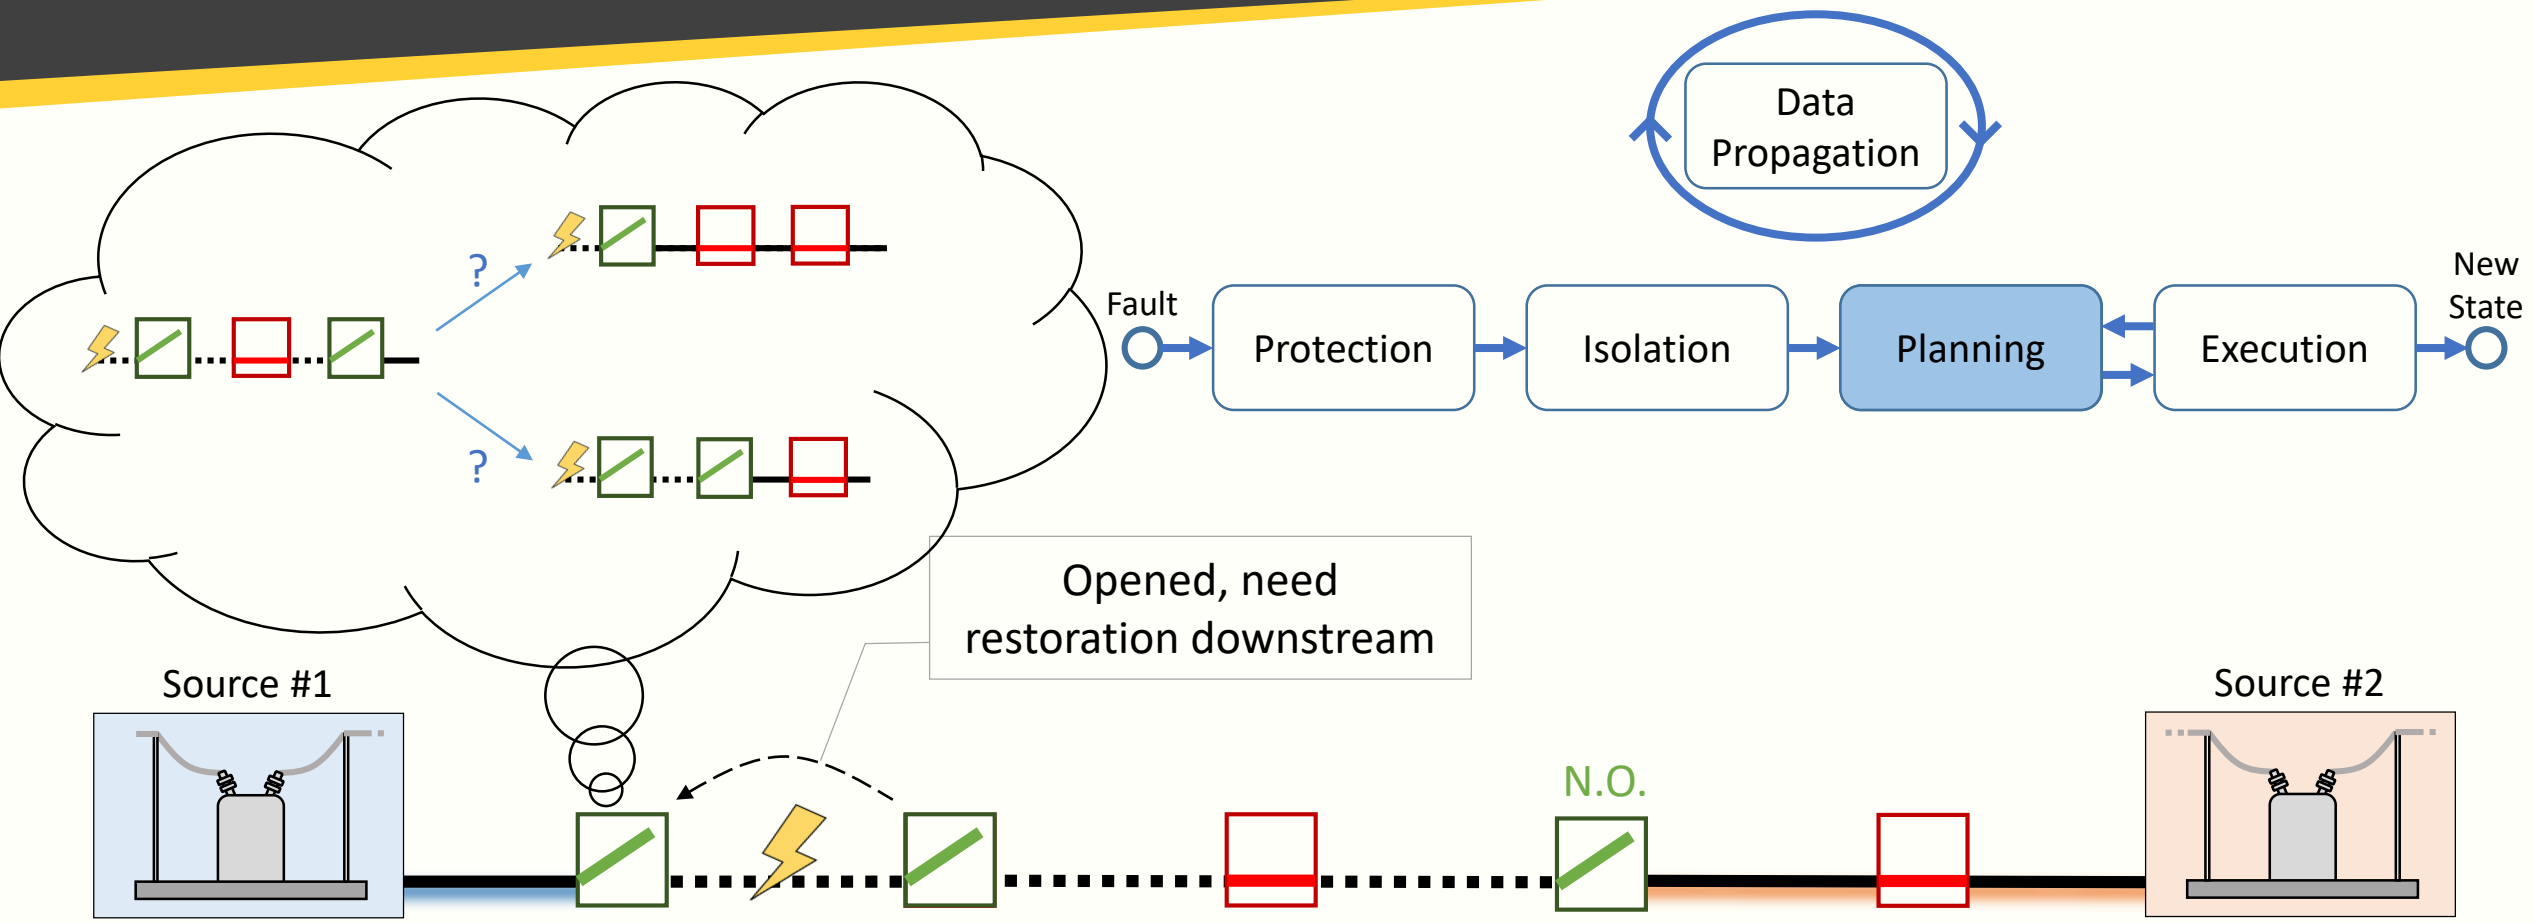 Data
Propagation
?
?
Fault
Protection
Isolation
Planning
Execution
New
State
Opened, need
restoration downstream
Source #1
Source #2
N.O.